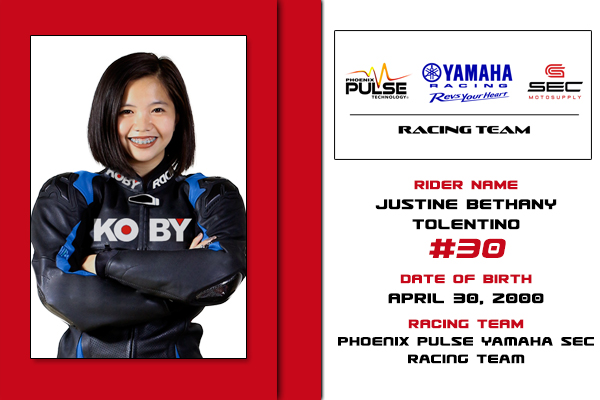 PHOENIX
PULSE
TECHNOLOGY
YAMAHA
RACING
Revs Your Heart
SEC
MOTOSUPPLY
RACING TEAM
KOBY RACE
KOBY
RIDER NAME
JUSTINE BETHANY
TOLENTINO
#30
DATE OF BIRTH
APRIL 30, 2000
RACING TEAM
PHOENIX PULSE YAMAHA SEC
RACING TEAM